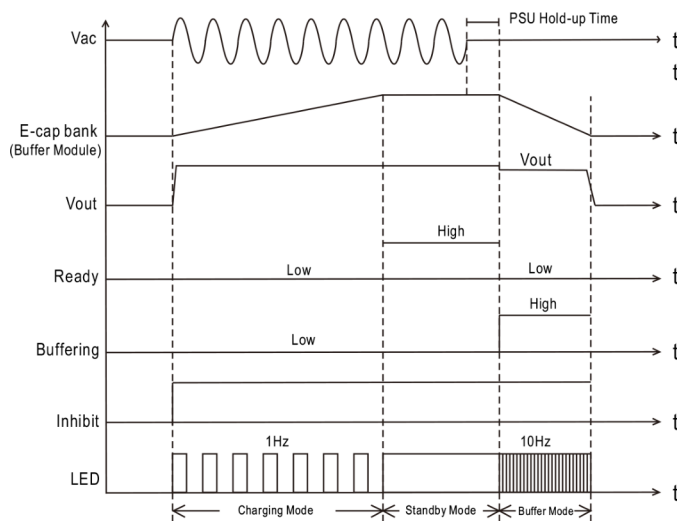 PSU Hold-up Time
Vac
t
t
E-cap bank
(Buffer Module)
t
Vout
Vout
t
High
Ready
Low
Low
t
High
Buffering
Low
t
Inhibit
t
1Hz
10Hz
LED
t
Charging Mode
Standby Mode
Buffer Mode